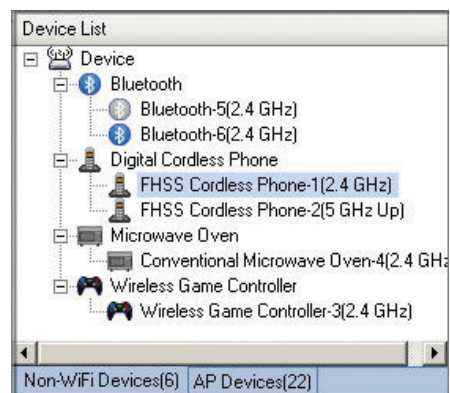 Device List
Device
Bluetooth
Bluetooth-5(2.4 GHz)
Bluetooth-6(2.4 GHz)
Digital Cordless Phone
FHSS Cordless Phone-1(2.4 GHz)
FHSS Cordless Phone-2(5 GHz Up)
Microwave Oven
Conventional Microwave Oven-4(2.4 GHz
Wireless Game Controller
Wireless Game Controller-3(2.4 GHz)
Non-WiFi Devices(6) AP Devices(22)